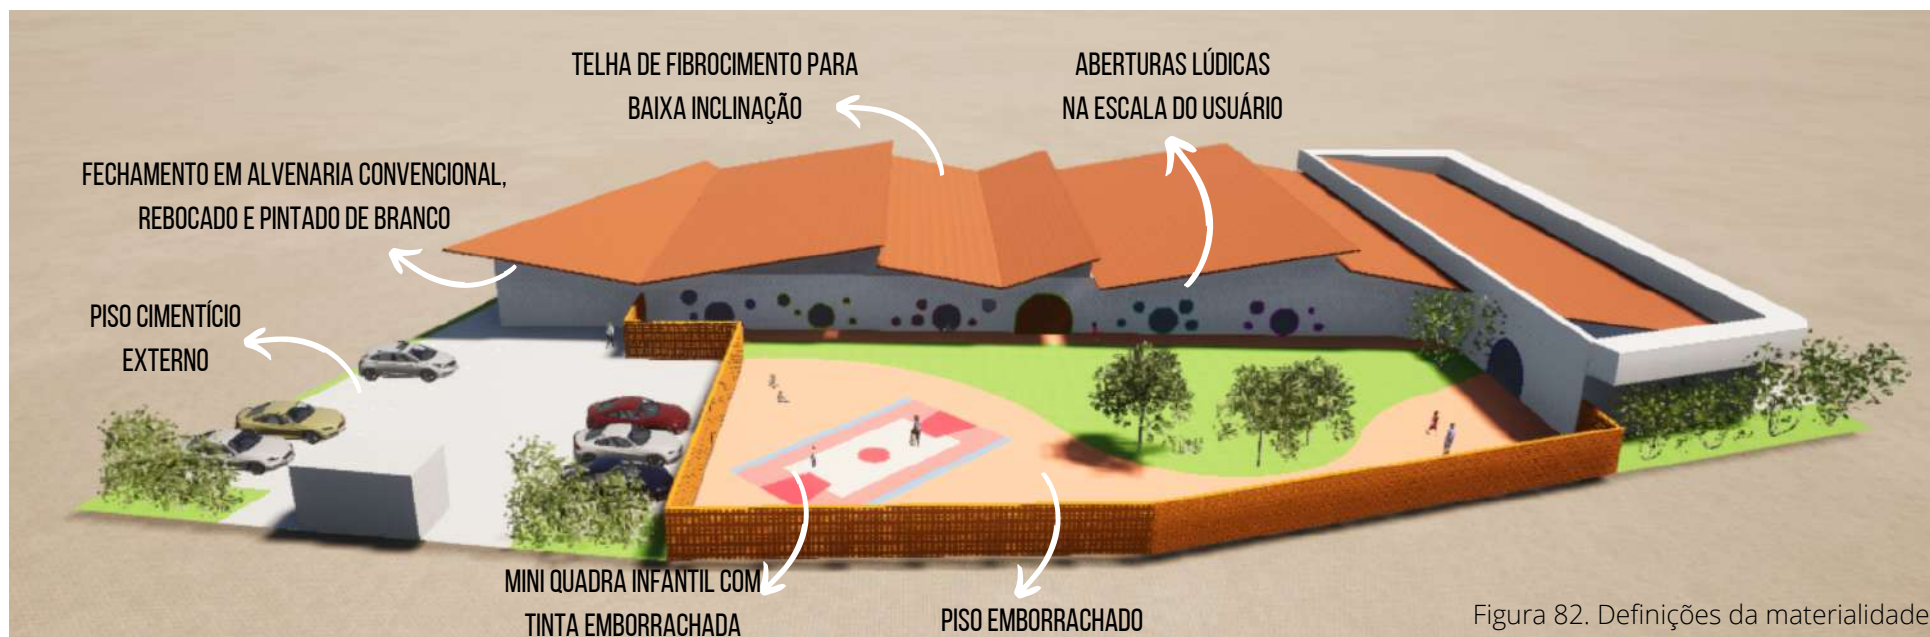 TELHA DE FIBROCIMENTO PARA
BAIXA INCLINAÇÃO
ABERTURAS LÚDICAS
NA ESCALA DO USUÁRIO
FECHAMENTO EM ALVENARIA CONVENCIONAL,
REBOCADO E PINTADO DE BRANCO
PISO CIMENTÍCIO
EXTERNO
MINI QUADRA INFANTIL COM
TINTA EMBORRACHADA
PISO EMBORRACHADO
Figura 82. Definições da materialidade